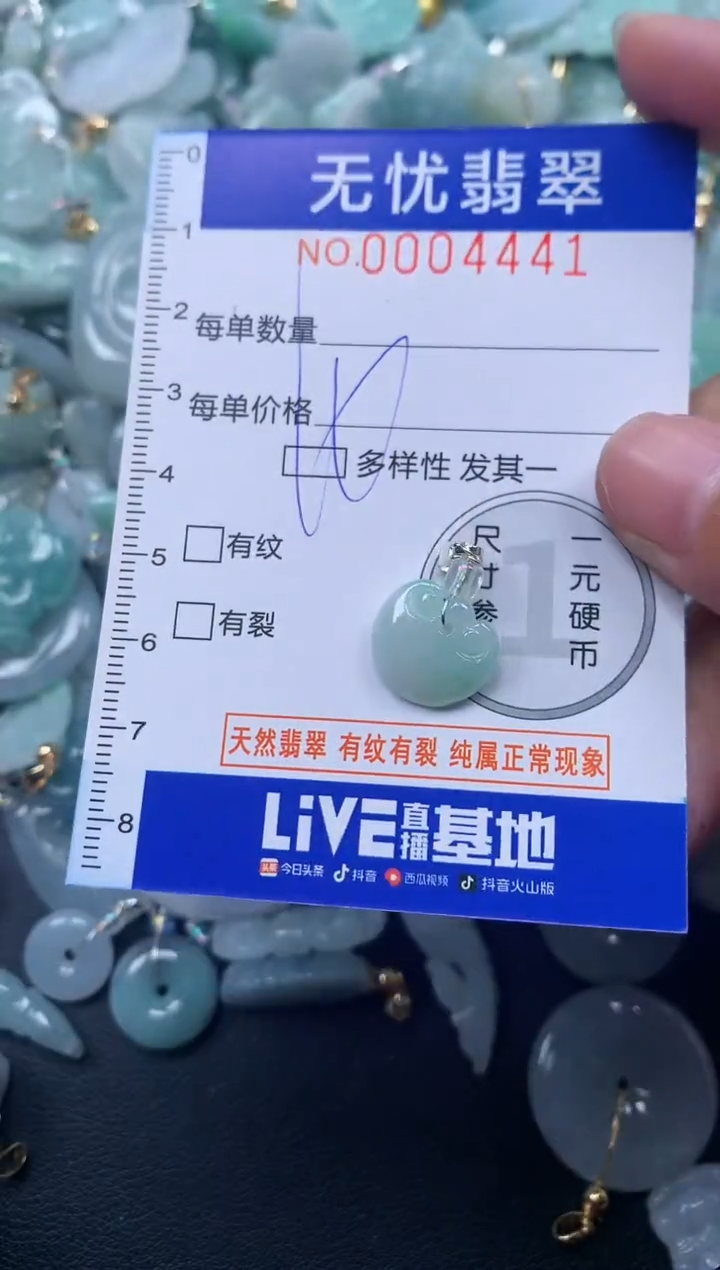 0
无忧翡翠
1
NO.0004441
2
每单数量
3
每单价格
4
多样性 发其一
5
有纹
尺寸参
一元硬币
1
6
有裂
7
天然翡翠 有纹有裂 纯属正常现象
8
LiVE直播基地
头条 今日头条 抖音 西瓜视频 抖音火山版